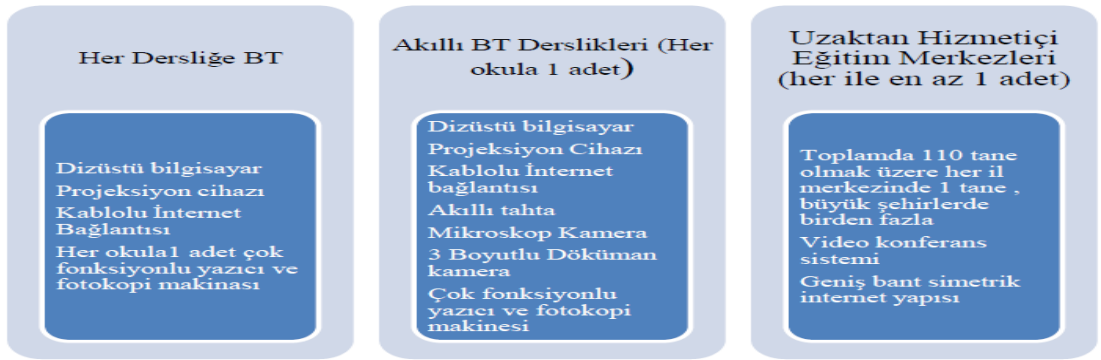 Her Dersliğe BT
Dizüstü bilgisayar
Projeksiyon cihazı
Kablolu İnternet
Bağlantısı
Her okula1 adet çok
fonksiyonlu yazıcı ve
fotokopi makinası
Akıllı BT Derslikleri (Her
okula 1 adet)
Dizüstü bilgisayar
Projeksiyon Cihazı
Kablolu İnternet
bağlantısı
Akıllı tahta
Mikroskop Kamera
3 Boyutlu Döküman
kamera
Çok fonksiyonlu
yazıcı ve fotokopi
makinesi
Uzaktan Hizmetiçi
Eğitim Merkezleri
(her ile en az 1 adet)
Toplamda 110 tane
olmak üzere her il
merkezinde 1 tane ,
büyük şehirlerde
birden fazla
Video konferans
sistemi
Geniş bant simetrik
internet yapısı